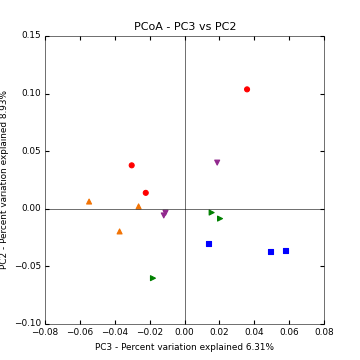 PCoA - PC3 vs PC2
0.15
0.10
0.05
0.00
−0.05
−0.10
PC2 - Percent variation explained 8.93%
−0.08 −0.06 −0.04 −0.02 0.00 0.02 0.04 0.06 0.08
PC3 - Percent variation explained 6.31%